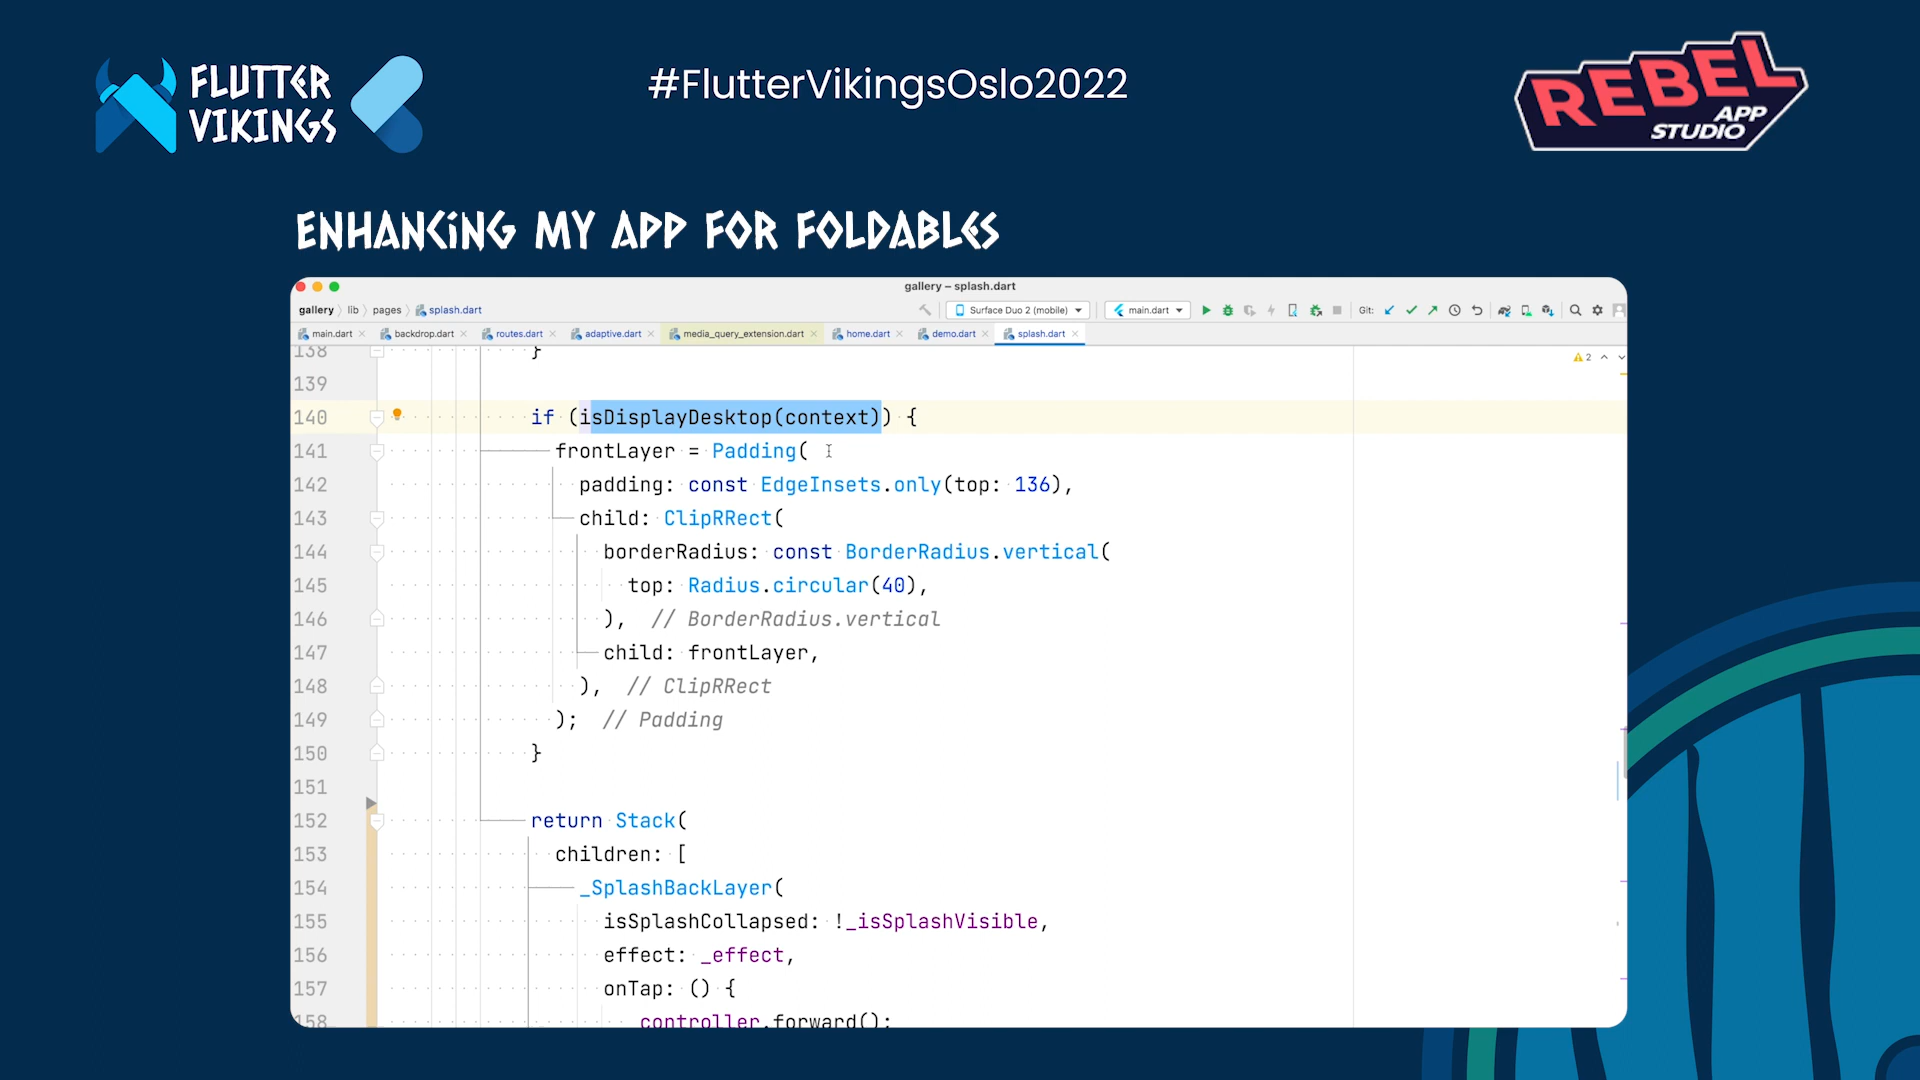 FLUTTER
VIKINGS
#FlutterVikingsOslo2022
REBEL
APP
STUDIO
ENHANCING MY APP FOR FOLDABLES
gallery – splash.dart
gallery lib pages splash.dart
Surface Duo 2 (mobile) main.dart Git:
main.dart backdrop.dart routes.dart adaptive.dart media_query_extension.dart home.dart demo.dart splash.dart
138 }
2
139
140 if (isDisplayDesktop(context)) {
141 frontLayer = Padding(
142 padding: const EdgeInsets.only(top: 136),
143 child: ClipRRect(
144 borderRadius: const BorderRadius.vertical(
145 top: Radius.circular(40),
146 ), // BorderRadius.vertical
147 child: frontLayer,
148 ), // ClipRRect
149 ); // Padding
150 }
151
152 return Stack(
153 children: [
154 _SplashBackLayer(
155 isSplashCollapsed: !_isSplashVisible,
156 effect: _effect,
157 onTap: () {
158 controller.forward();